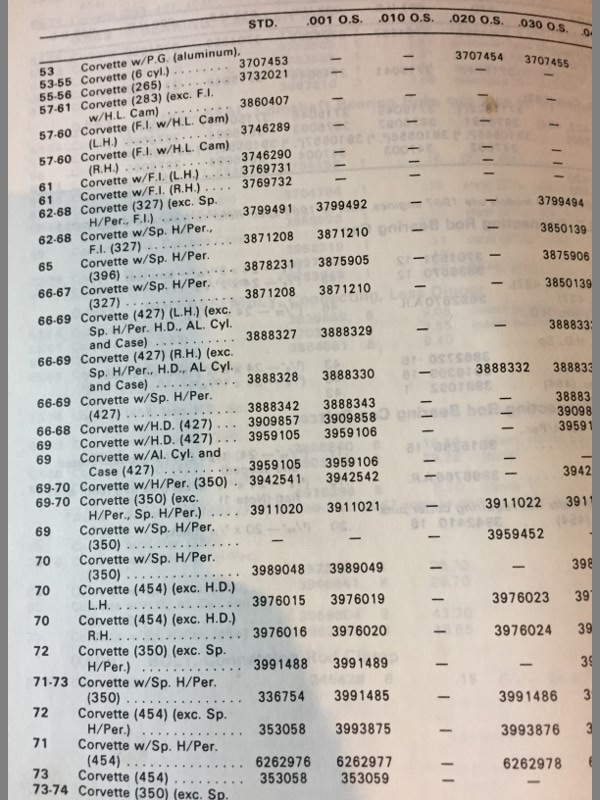 STD. .001 O.S. .010 O.S. .020 O.S. .030 O.S.
53 Corvette w/P.G. (aluminum),
53-55 Corvette (6 cyl.) . . . . . . . . 3707453 — — 3707454 3707455
55-56 Corvette (265) . . . . . . . . . . 3732021 — — — —
57-61 Corvette (283) (exc. F.I.
w/H.L. Cam) . . . . . . . . . . 3860407 — — — —
57-60 Corvette (F.I. w/H.L. Cam)
(L.H.) . . . . . . . . . . . . . . . 3746289 — — — —
57-60 Corvette (F.I. w/H.L. Cam)
(R.H.) . . . . . . . . . . . . . . . 3746290 — — — —
61 Corvette w/F.I. (L.H.) . . . . 3769731 — — — —
61 Corvette w/F.I. (R.H.) . . . . 3769732 — — — —
62-68 Corvette (327) (exc. Sp.
H/Per., F.I.) . . . . . . . . . . . 3799491 3799492 — — 3799494
62-68 Corvette w/Sp. H/Per.,
F.I. (327) . . . . . . . . . . . . 3871208 3871210 — — 3850139
65 Corvette w/Sp. H/Per.
(396) . . . . . . . . . . . . . . . 3878231 3875905 — — 3875906
66-67 Corvette w/Sp. H/Per.
(327) . . . . . . . . . . . . . . . 3871208 3871210 — — 3850139
66-69 Corvette (427) (L.H.) (exc.
Sp. H/Per. H.D., AL. Cyl.
and Case) . . . . . . . . . . . . 3888327 3888329 — —
66-69 Corvette (427) (R.H.) (exc.
Sp. H/Per., H.D., AL Cyl.
and Case) . . . . . . . . . . . . 3888328 3888330 — 3888332
66-69 Corvette w/Sp. H/Per.
(427) . . . . . . . . . . . . . . . 3888342 3888343 — —
66-68 Corvette w/H.D. (427) . . . 3909857 3909858 — —
69 Corvette w/H.D. (427) . . . 3959105 3959106 — —
69 Corvette w/Al. Cyl. and
Case (427) . . . . . . . . . . 3959105 3959106 — — —
69-70 Corvette w/H/Per. (350) . 3942541 3942542 — —
69-70 Corvette (350) (exc.
H/Per., Sp. H/Per.) . . . . 3911020 3911021 — 3911022
69 Corvette w/Sp. H/Per.
(350) . . . . . . . . . . . . . . . — — — 3959452 —
70 Corvette w/Sp. H/Per.
(350) . . . . . . . . . . . . . . . 3989048 3989049 — —
70 Corvette (454) (exc. H.D.)
L.H. . . . . . . . . . . . . . . . . 3976015 3976019 — 3976023
70 Corvette (454) (exc. H.D.)
R.H. . . . . . . . . . . . . . . . . 3976016 3976020 — 3976024
72 Corvette (350) (exc. Sp.
H/Per.) . . . . . . . . . . . . . 3991488 3991489 — —
71-73 Corvette w/Sp. H/Per.
(350) . . . . . . . . . . . . . . . 336754 3991485 — 3991486
72 Corvette (454) (exc. Sp.
H/Per.) . . . . . . . . . . . . . 353058 3993875 — 3993876
71 Corvette w/Sp. H/Per.
(454) . . . . . . . . . . . . . . . 6262976 6262977 — 6262978
73 Corvette (454) . . . . . . . . . 353058 353059 — —
73-74 Corvette (350) (exc. Sp.